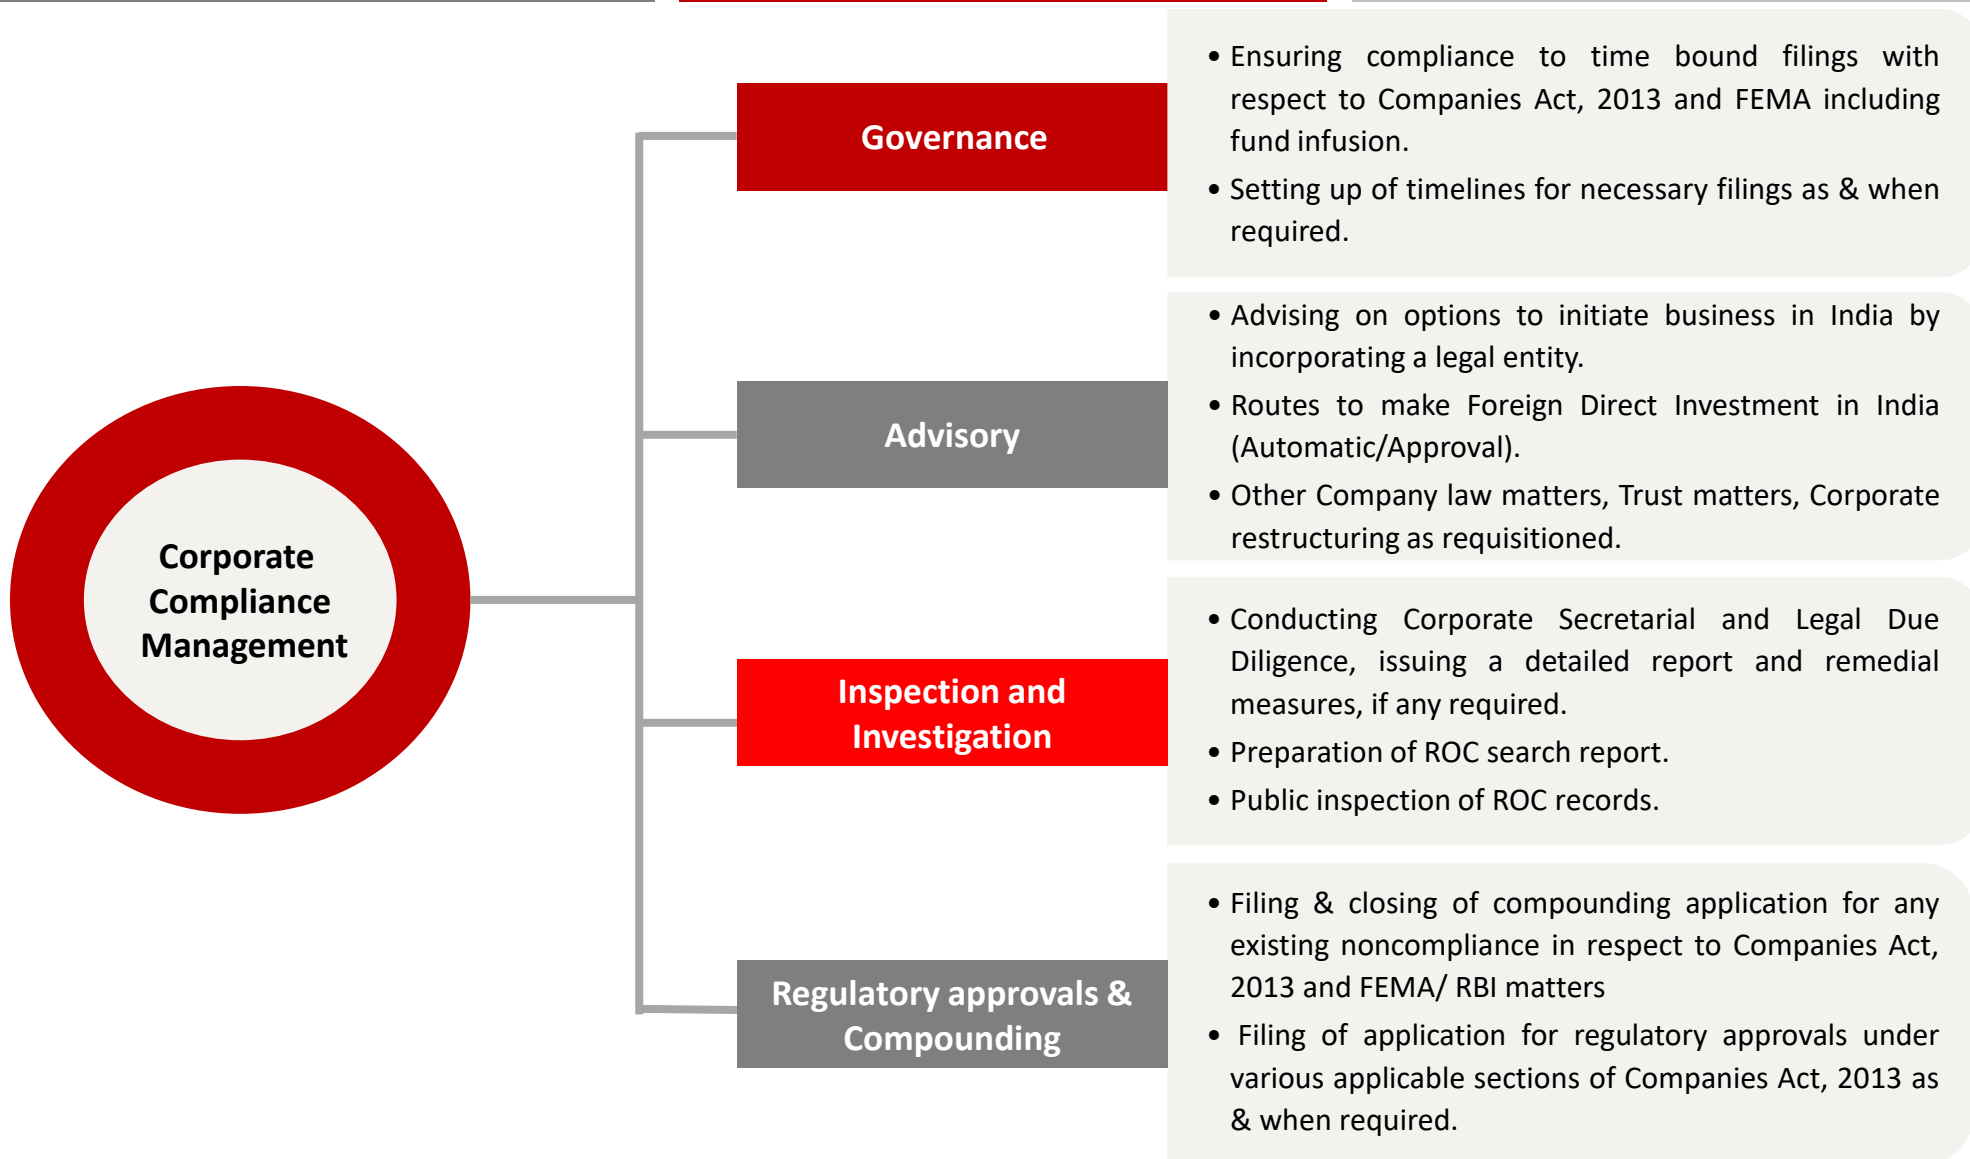 Corporate
Compliance
Management
Governance
• Ensuring compliance to time bound filings with
respect to Companies Act, 2013 and FEMA including
fund infusion.
• Setting up of timelines for necessary filings as & when
required.
Advisory
• Advising on options to initiate business in India by
incorporating a legal entity.
• Routes to make Foreign Direct Investment in India
(Automatic/Approval).
• Other Company law matters, Trust matters, Corporate
restructuring as requisitioned.
Inspection and
Investigation
• Conducting Corporate Secretarial and Legal Due
Diligence, issuing a detailed report and remedial
measures, if any required.
• Preparation of ROC search report.
• Public inspection of ROC records.
Regulatory approvals &
Compounding
• Filing & closing of compounding application for any
existing noncompliance in respect to Companies Act,
2013 and FEMA/ RBI matters
• Filing of application for regulatory approvals under
various applicable sections of Companies Act, 2013 as
& when required.